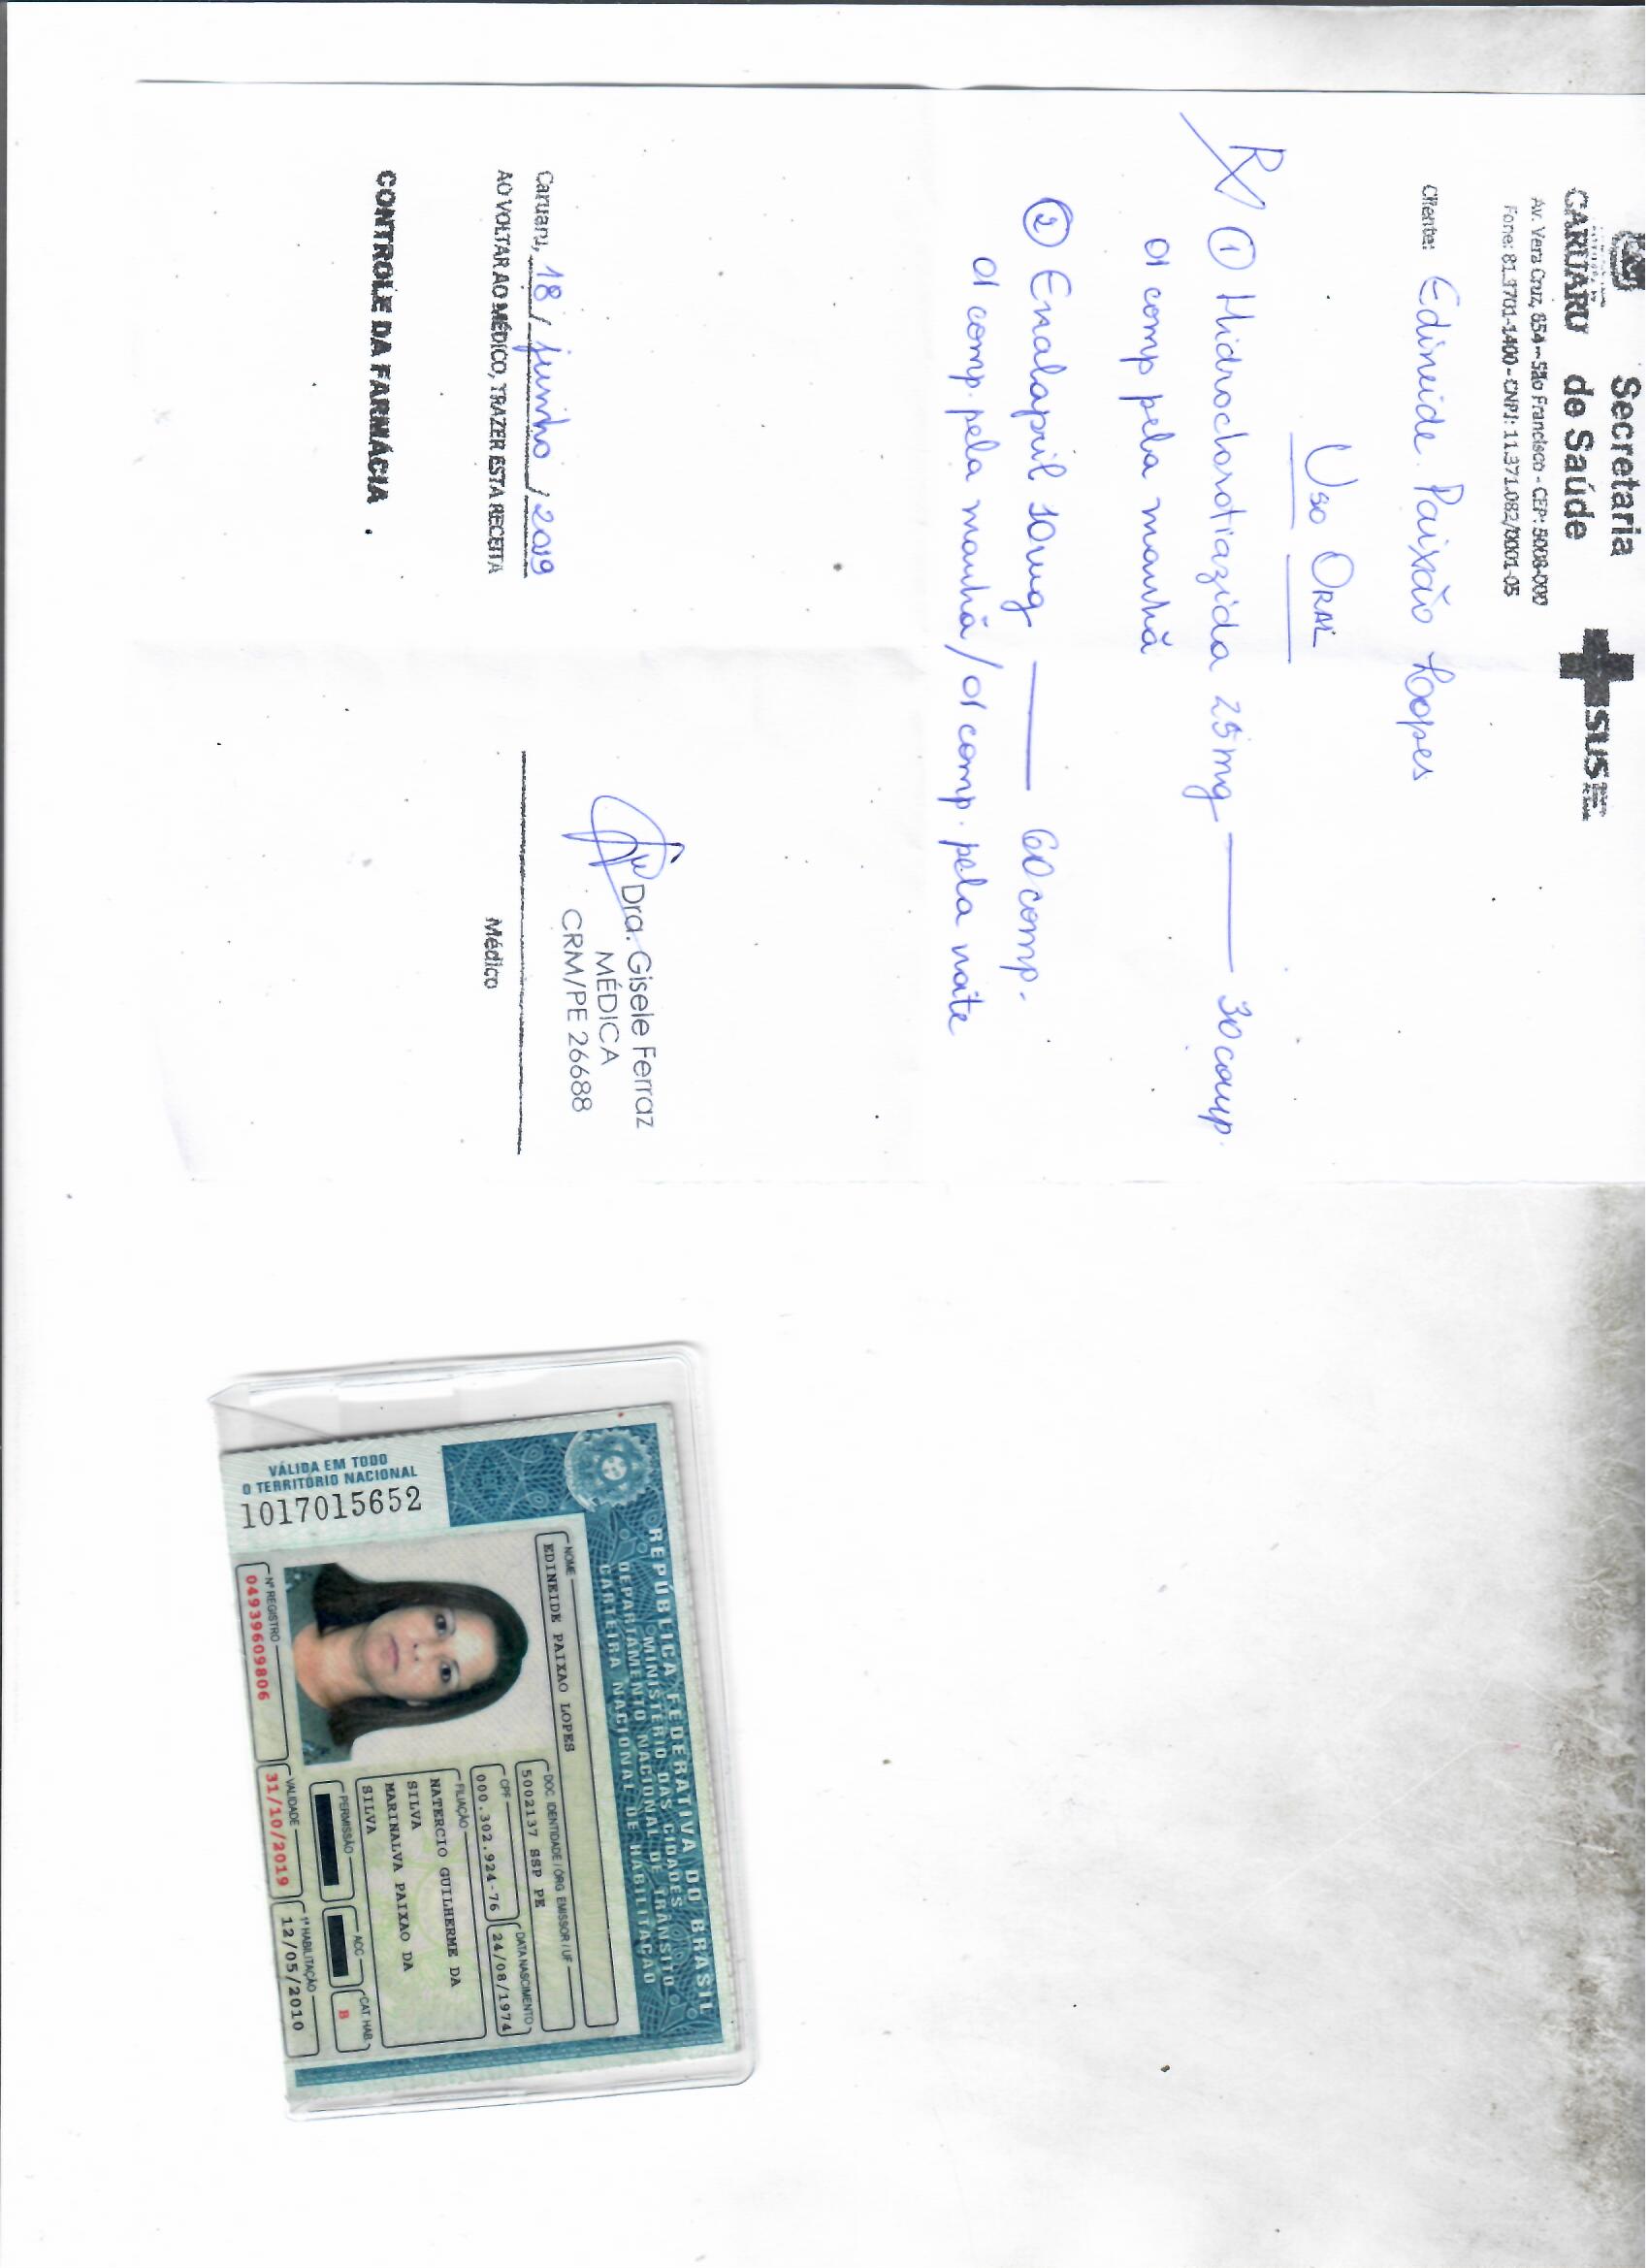 Secretaria
CARUARU de Saúde
SUS
Av. Vera Cruz, 654 - São Francisco - CEP: 5008-000
Fone: 81.3701-1400 - CNPJ: 11.371.082/0001-05
Cliente: Edineide Paixão Lopes
Uso Oral
① Hidroclorotiazida 25mg — 30 comp.
01 comp pela manhã
② Enalapril 10mg — 60 comp.
01 comp. pela manhã / 01 comp. pela noite
Dra. Gisele Ferraz
MÉDICA
CRM/PE 26688
Caruaru, 18 / junho / 2019
AO VOLTAR AO MÉDICO, TRAZER ESTA RECEITA
Médico
CONTROLE DA FARMÁCIA
REPÚBLICA FEDERATIVA DO BRASIL
MINISTÉRIO DAS CIDADES
DEPARTAMENTO NACIONAL DE TRÂNSITO
CARTEIRA NACIONAL DE HABILITAÇÃO
NOME
EDINEIDE PAIXAO LOPES
DOC. IDENTIDADE / ÓRG EMISSOR / UF
5002137 SSP PE
CPF
000.302.924-76
DATA NASCIMENTO
24/08/1974
FILIAÇÃO
NATERCIO GUILHERME DA
SILVA
MARINALVA PAIXAO DA
SILVA
PERMISSÃO
ACC
CAT. HAB.
B
Nº REGISTRO
04939609806
VALIDADE
31/10/2019
1ª HABILITAÇÃO
12/05/2010
VÁLIDA EM TODO
O TERRITÓRIO NACIONAL
1017015652